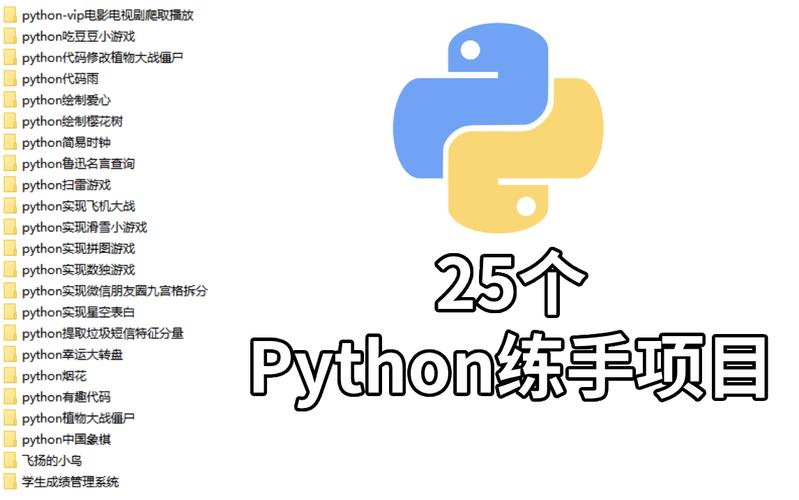 python-vip电影电视剧爬取播放
python吃豆豆小游戏
python代码修改植物大战僵尸
python代码雨
python绘制爱心
python绘制樱花树
python简易时钟
python鲁迅名言查询
python扫雷游戏
python实现飞机大战
python实现滑雪小游戏
python实现拼图游戏
python实现数独游戏
python实现微信朋友圈九宫格拆分
python实现星空表白
python提取垃圾短信特征分量
python幸运大转盘
python烟花
python有趣代码
python植物大战僵尸
python中国象棋
飞扬的小鸟
学生成绩管理系统
25个
Python练手项目